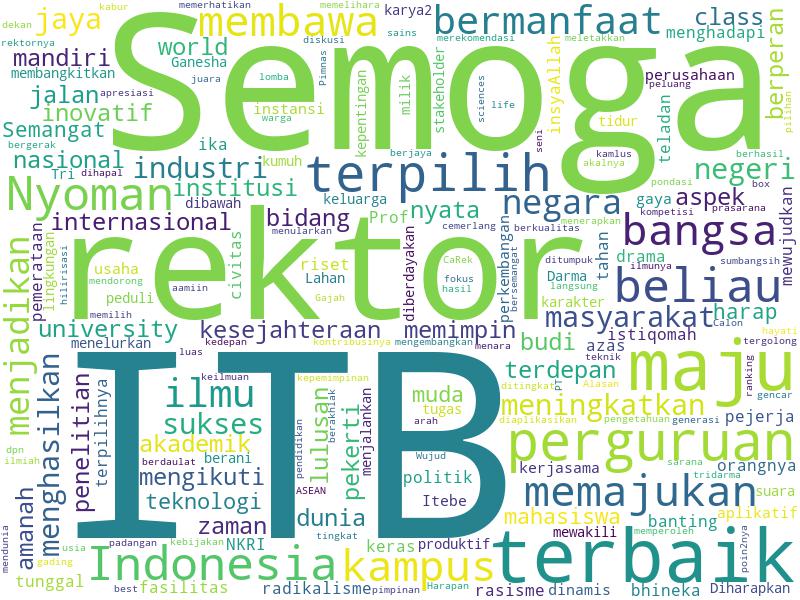 kabur
memerhatikan
memelihara
dekan
jaya
membawa
karya2
bermanfaat
class
rektornya
Semoga
diskusi
sains
merekomendasi
meletakkan
menghadapi
mandiri
world
Ganesha
juara
lomba
Pimnas
kepentingan
milik
stakeholder
sciences
life
insyaAllah
perusahaan
peluang
berperan
pilihan
membangkitkan
jalan
apresiasi
inovatif
instansi
warga
tidur
teladan
Semangat
bergerak
ika
berjaya
seni
kamlus
akalnya
berhasil
nasional
Tri
dihapal
industri
kumuh
terpilih
pondasi
box
negeri
Nyoman
institusi
dibawah
keluarga
Prof
nyata
cemerlang
berkualitas
negara
menerapkan
gaya
aspek
kompetisi
prasarana
mewujudkan
internasional
bidang
menularkan
rektor
bangsa
pemerataan
lingkungan
hilirisasi
usaha
mendorong
peduli
aamiin
memilih
civitas
riset
Lahan
Gajah
diberdayakan
CaRek
fokus
hasil
perkembangan
bersemangat
ditumpuk
Darma
langsung
karakter
tahan
drama
ilmunya
sumbangsih
beliau
menjadikan
university
menelurkan
luas
kesejahteraan
kedepan
kontribusinya
memimpin
mengembangkan
menara
masyarakat
budi
azas
istiqomah
teknik
harap
Calon
hayati
tergolong
ITB
keilmuan
kepemimpinan
terdepan
ditingkat
PT
Alasan
maju
ranking
gencar
menghasilkan
penelitian
terpilihnya
ilmu
sukses
akademik
berdaulat
berani
lulusan
pendidikan
berakhlak
pekerti
menjalankan
muda
tugas
arah
meningkatkan
diaplikasikan
pengetahuan
generasi
pejerja
dpn
ilmiah
mengikuti
teknologi
ASEAN
Wujud
politik
Itebe
perguruan
kerjasama
sarana
tridarma
orangnya
amanah
mendunia
zaman
dunia
tingkat
memajukan
memperoleh
suara
aplikatif
poin2nya
usia
gading
padangan
kebijakan
NKRI
keras
produktif
mahasiswa
mewakili
banting
tunggal
Indonesia
best
fasilitas
radikalisme
kampus
pimpinan
Harapan
rasisme
dinamis
terbaik
bhineka
Diharapkan